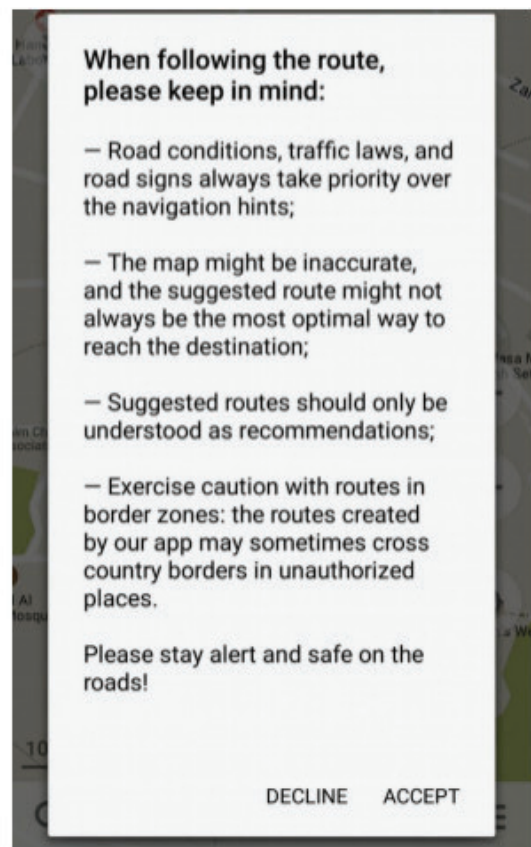 When following the route,
please keep in mind:
— Road conditions, traffic laws, and
road signs always take priority over
the navigation hints;
— The map might be inaccurate,
and the suggested route might not
always be the most optimal way to
reach the destination;
— Suggested routes should only be
understood as recommendations;
— Exercise caution with routes in
border zones: the routes created
by our app may sometimes cross
country borders in unauthorized
places.
Please stay alert and safe on the
roads!
10
DECLINE ACCEPT